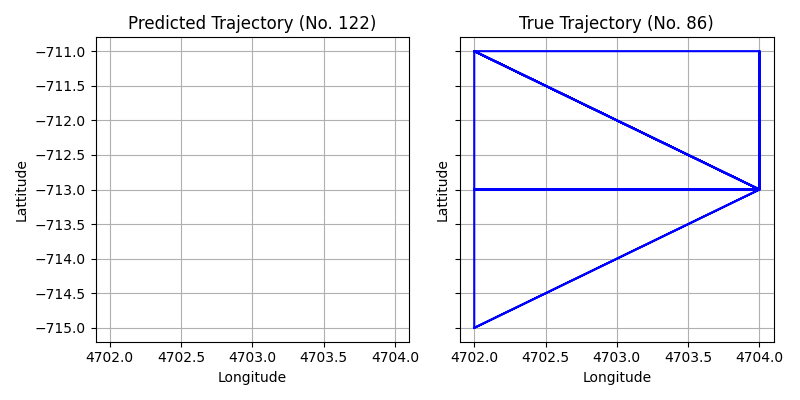 Predicted Trajectory (No. 122)
True Trajectory (No. 86)
−711.0
−711.5
−712.0
−712.5
−713.0
−713.5
−714.0
−714.5
−715.0
Lattitude
Lattitude
4702.0 4702.5 4703.0 4703.5 4704.0
4702.0 4702.5 4703.0 4703.5 4704.0
Longitude
Longitude